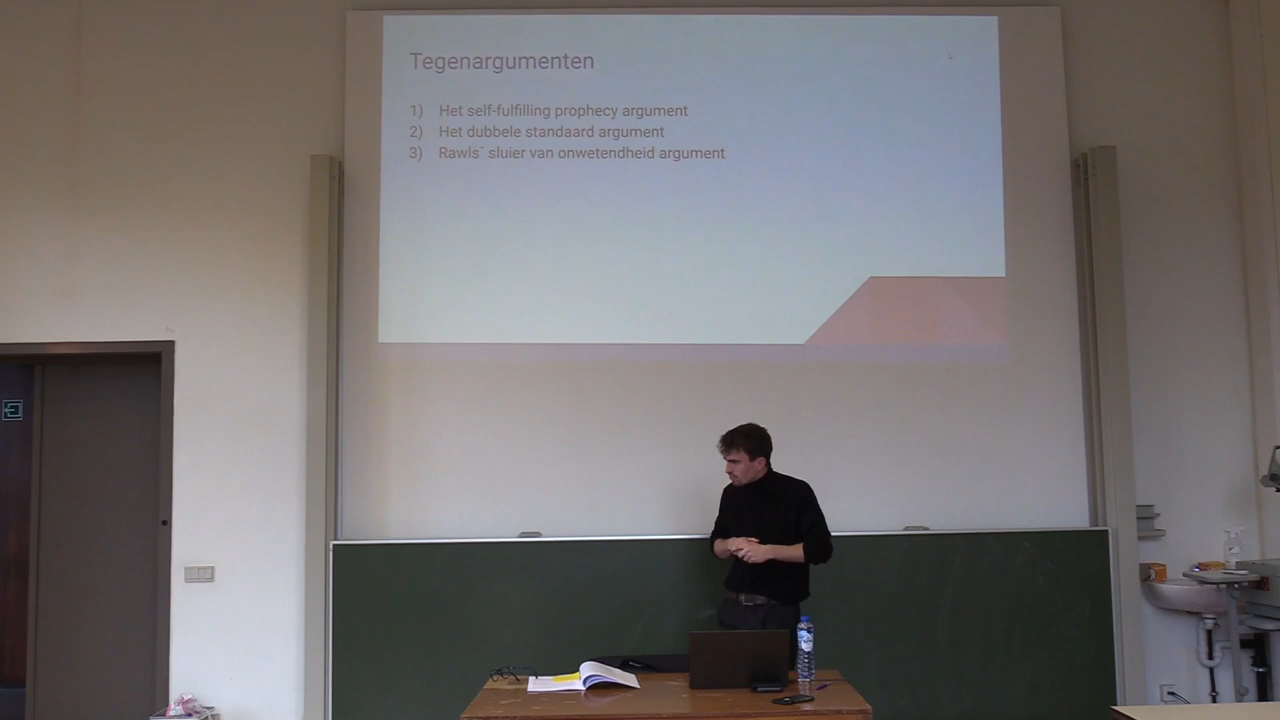 Tegenargumenten
1) Het self-fulfilling prophecy argument
2) Het dubbele standaard argument
3) Rawls´ sluier van onwetendheid argument